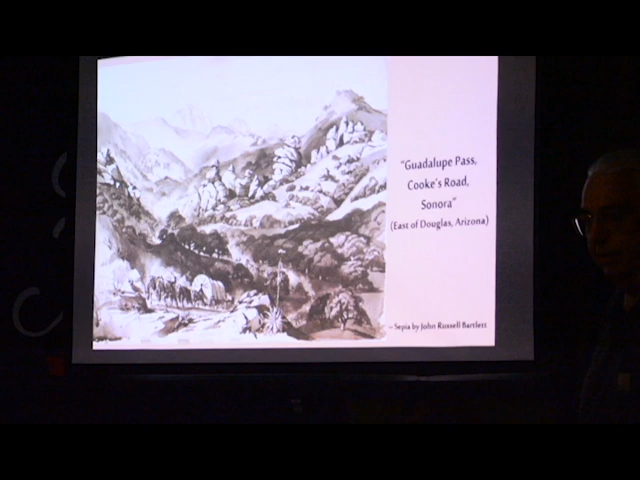 "Guadalupe Pass,
Cooke's Road,
Sonora"
(East of Douglas, Arizona)
– Sepia by John Russell Bartlett